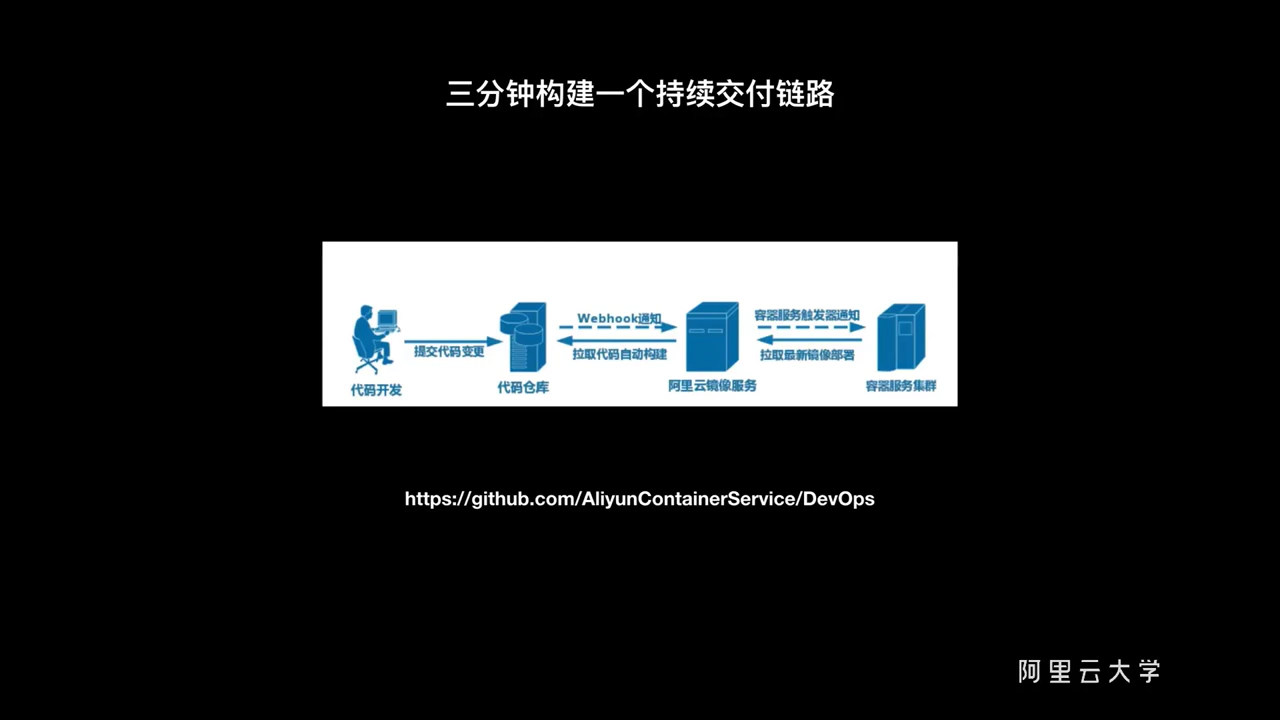 三分钟构建一个持续交付链路
Webhook通知
容器服务触发器通知
提交代码变更
拉取代码自动构建
拉取最新镜像部署
代码开发
代码仓库
阿里云镜像服务
容器服务集群
https://github.com/AliyunContainerService/DevOps
阿里云大学